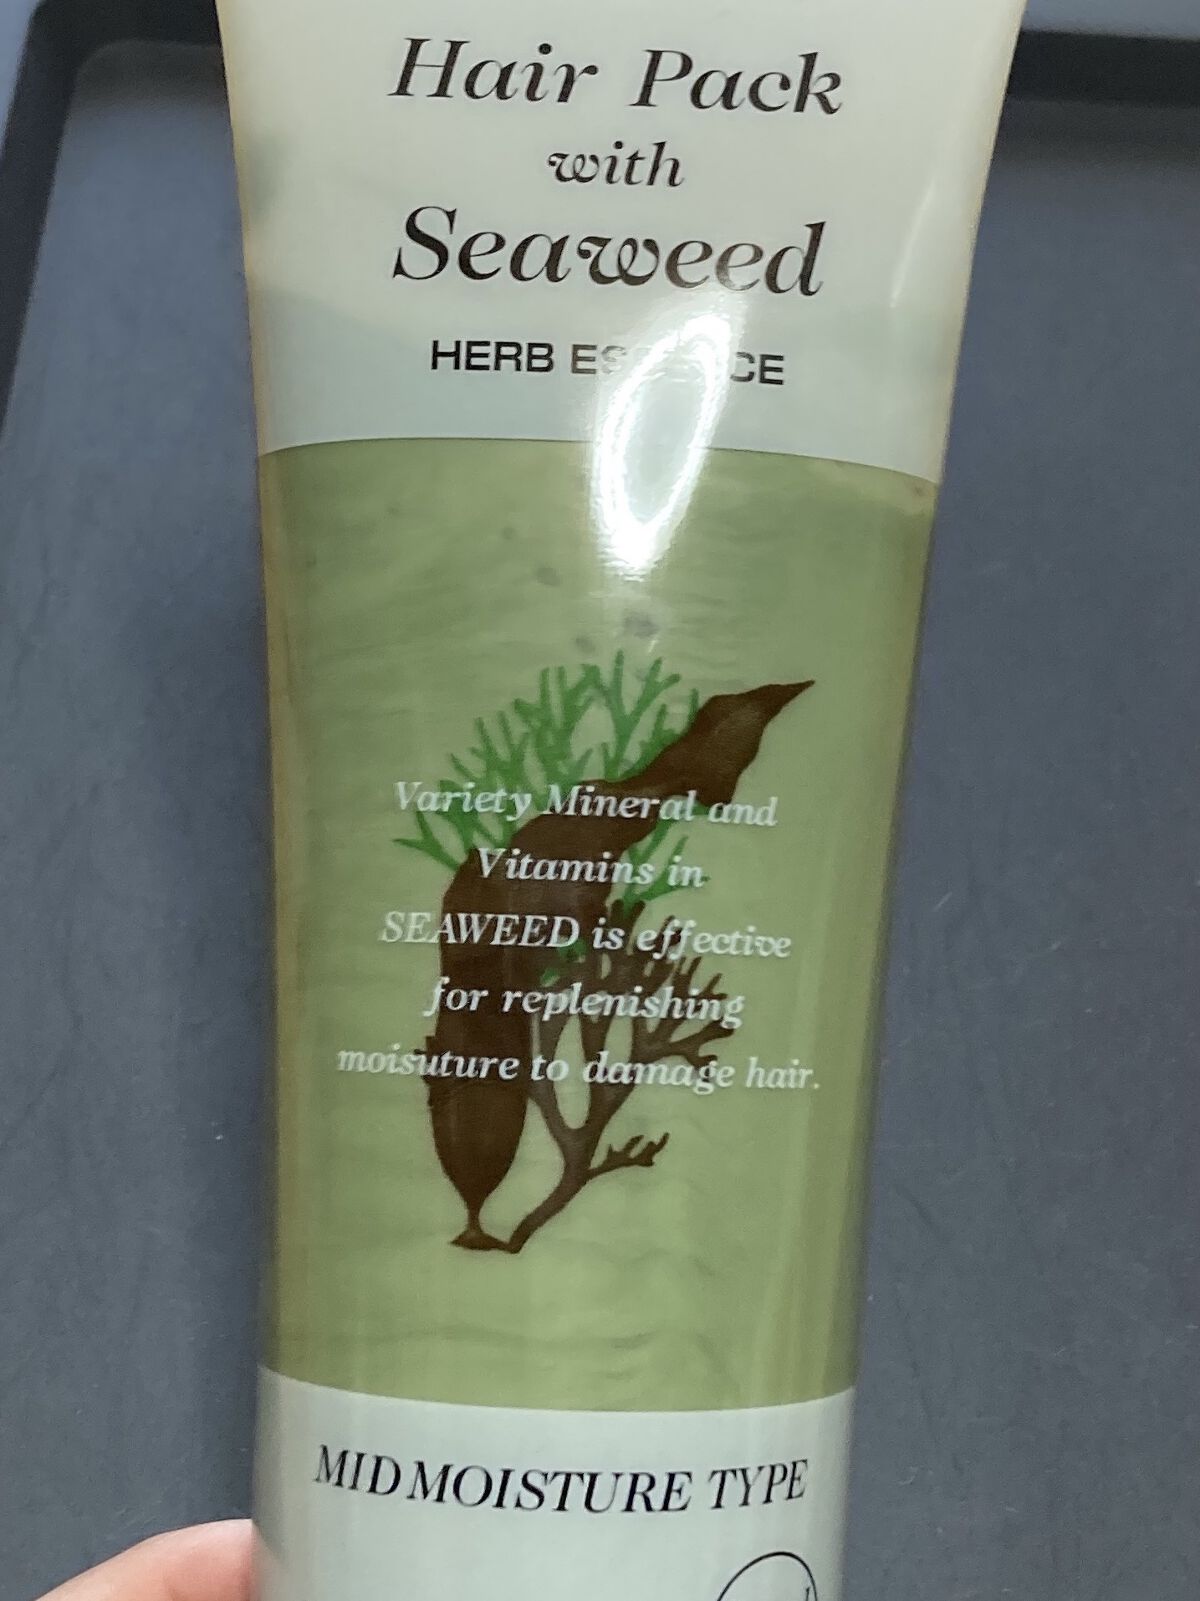 Hair Pack
with
Seaweed
HERB
Variety Mineral and
Vitamins in
SEAWEED is effective
for replenishing
moisuture to damage hair.
MID MOISTURE TYPE